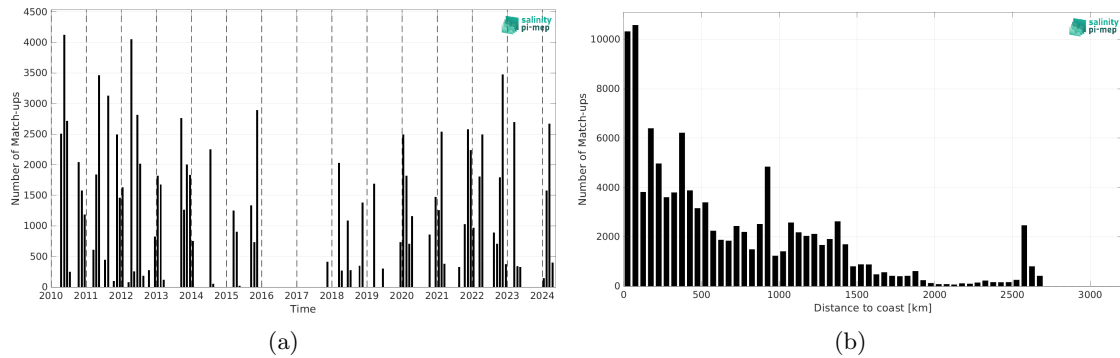 4500
4000
3500
3000
2500
2000
1500
1000
500
0
Number of Match-ups
2010 2011 2012 2013 2014 2015 2016 2017 2018 2019 2020 2021 2022 2023 2024
Time
salinity
pi-mep
(a)
10000
8000
6000
4000
2000
0
Number of Match-ups
0 500 1000 1500 2000 2500 3000
Distance to coast [km]
salinity
pi-mep
(b)